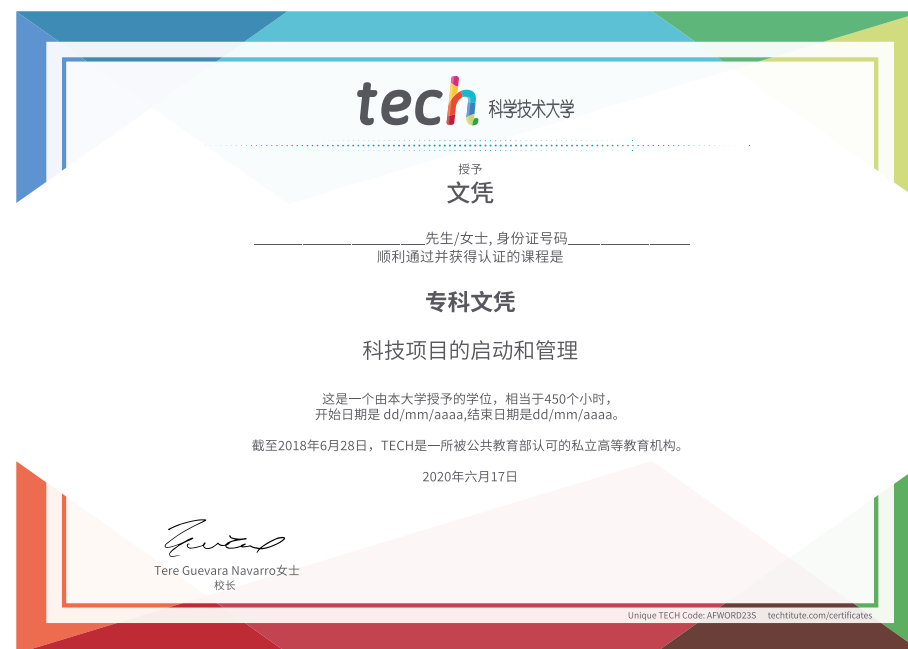 tech 科学技术大学
授予
文凭
先生/女士, 身份证号码
顺利通过并获得认证的课程是
专科文凭
科技项目的启动和管理
这是一个由本大学授予的学位，相当于450个小时，
开始日期是 dd/mm/aaaa,结束日期是dd/mm/aaaa。
截至2018年6月28日，TECH是一所被公共教育部认可的私立高等教育机构。
2020年六月17日
Tere Guevara Navarro女士
校长
Unique TECH Code: AFWORD23S techtitute.com/certificates